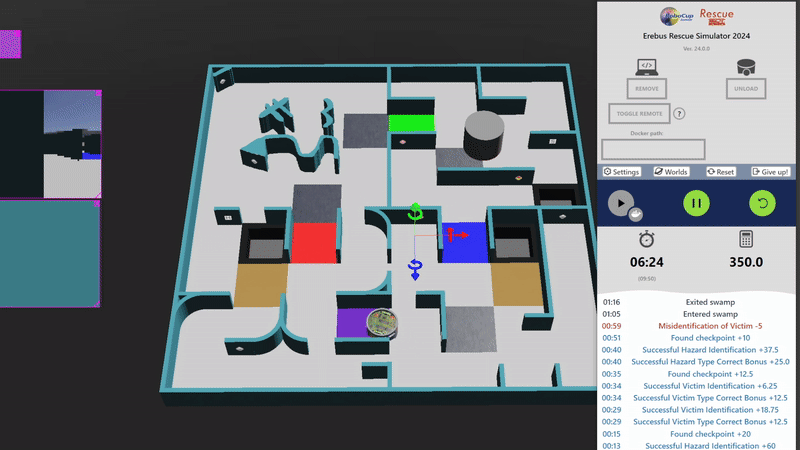 RoboCup
Rescue
Erebus Rescue Simulator 2024
Ver. 24.0.0
REMOVE
UNLOAD
TOGGLE REMOTE ?
Docker path:
Settings Worlds Reset Give up!
06:24 350.0
(09:50)
01:16 Exited swamp
01:05 Entered swamp
00:59 Misidentification of Victim -5
00:51 Found checkpoint +10
00:40 Successful Hazard Identification +37.5
00:40 Successful Hazard Type Correct Bonus +25.0
00:35 Found checkpoint +12.5
00:34 Successful Victim Identification +6.25
00:34 Successful Victim Type Correct Bonus +12.5
00:29 Successful Victim Identification +18.75
00:29 Successful Victim Type Correct Bonus +12.5
00:15 Found checkpoint +20
00:13 Successful Hazard Identification +60